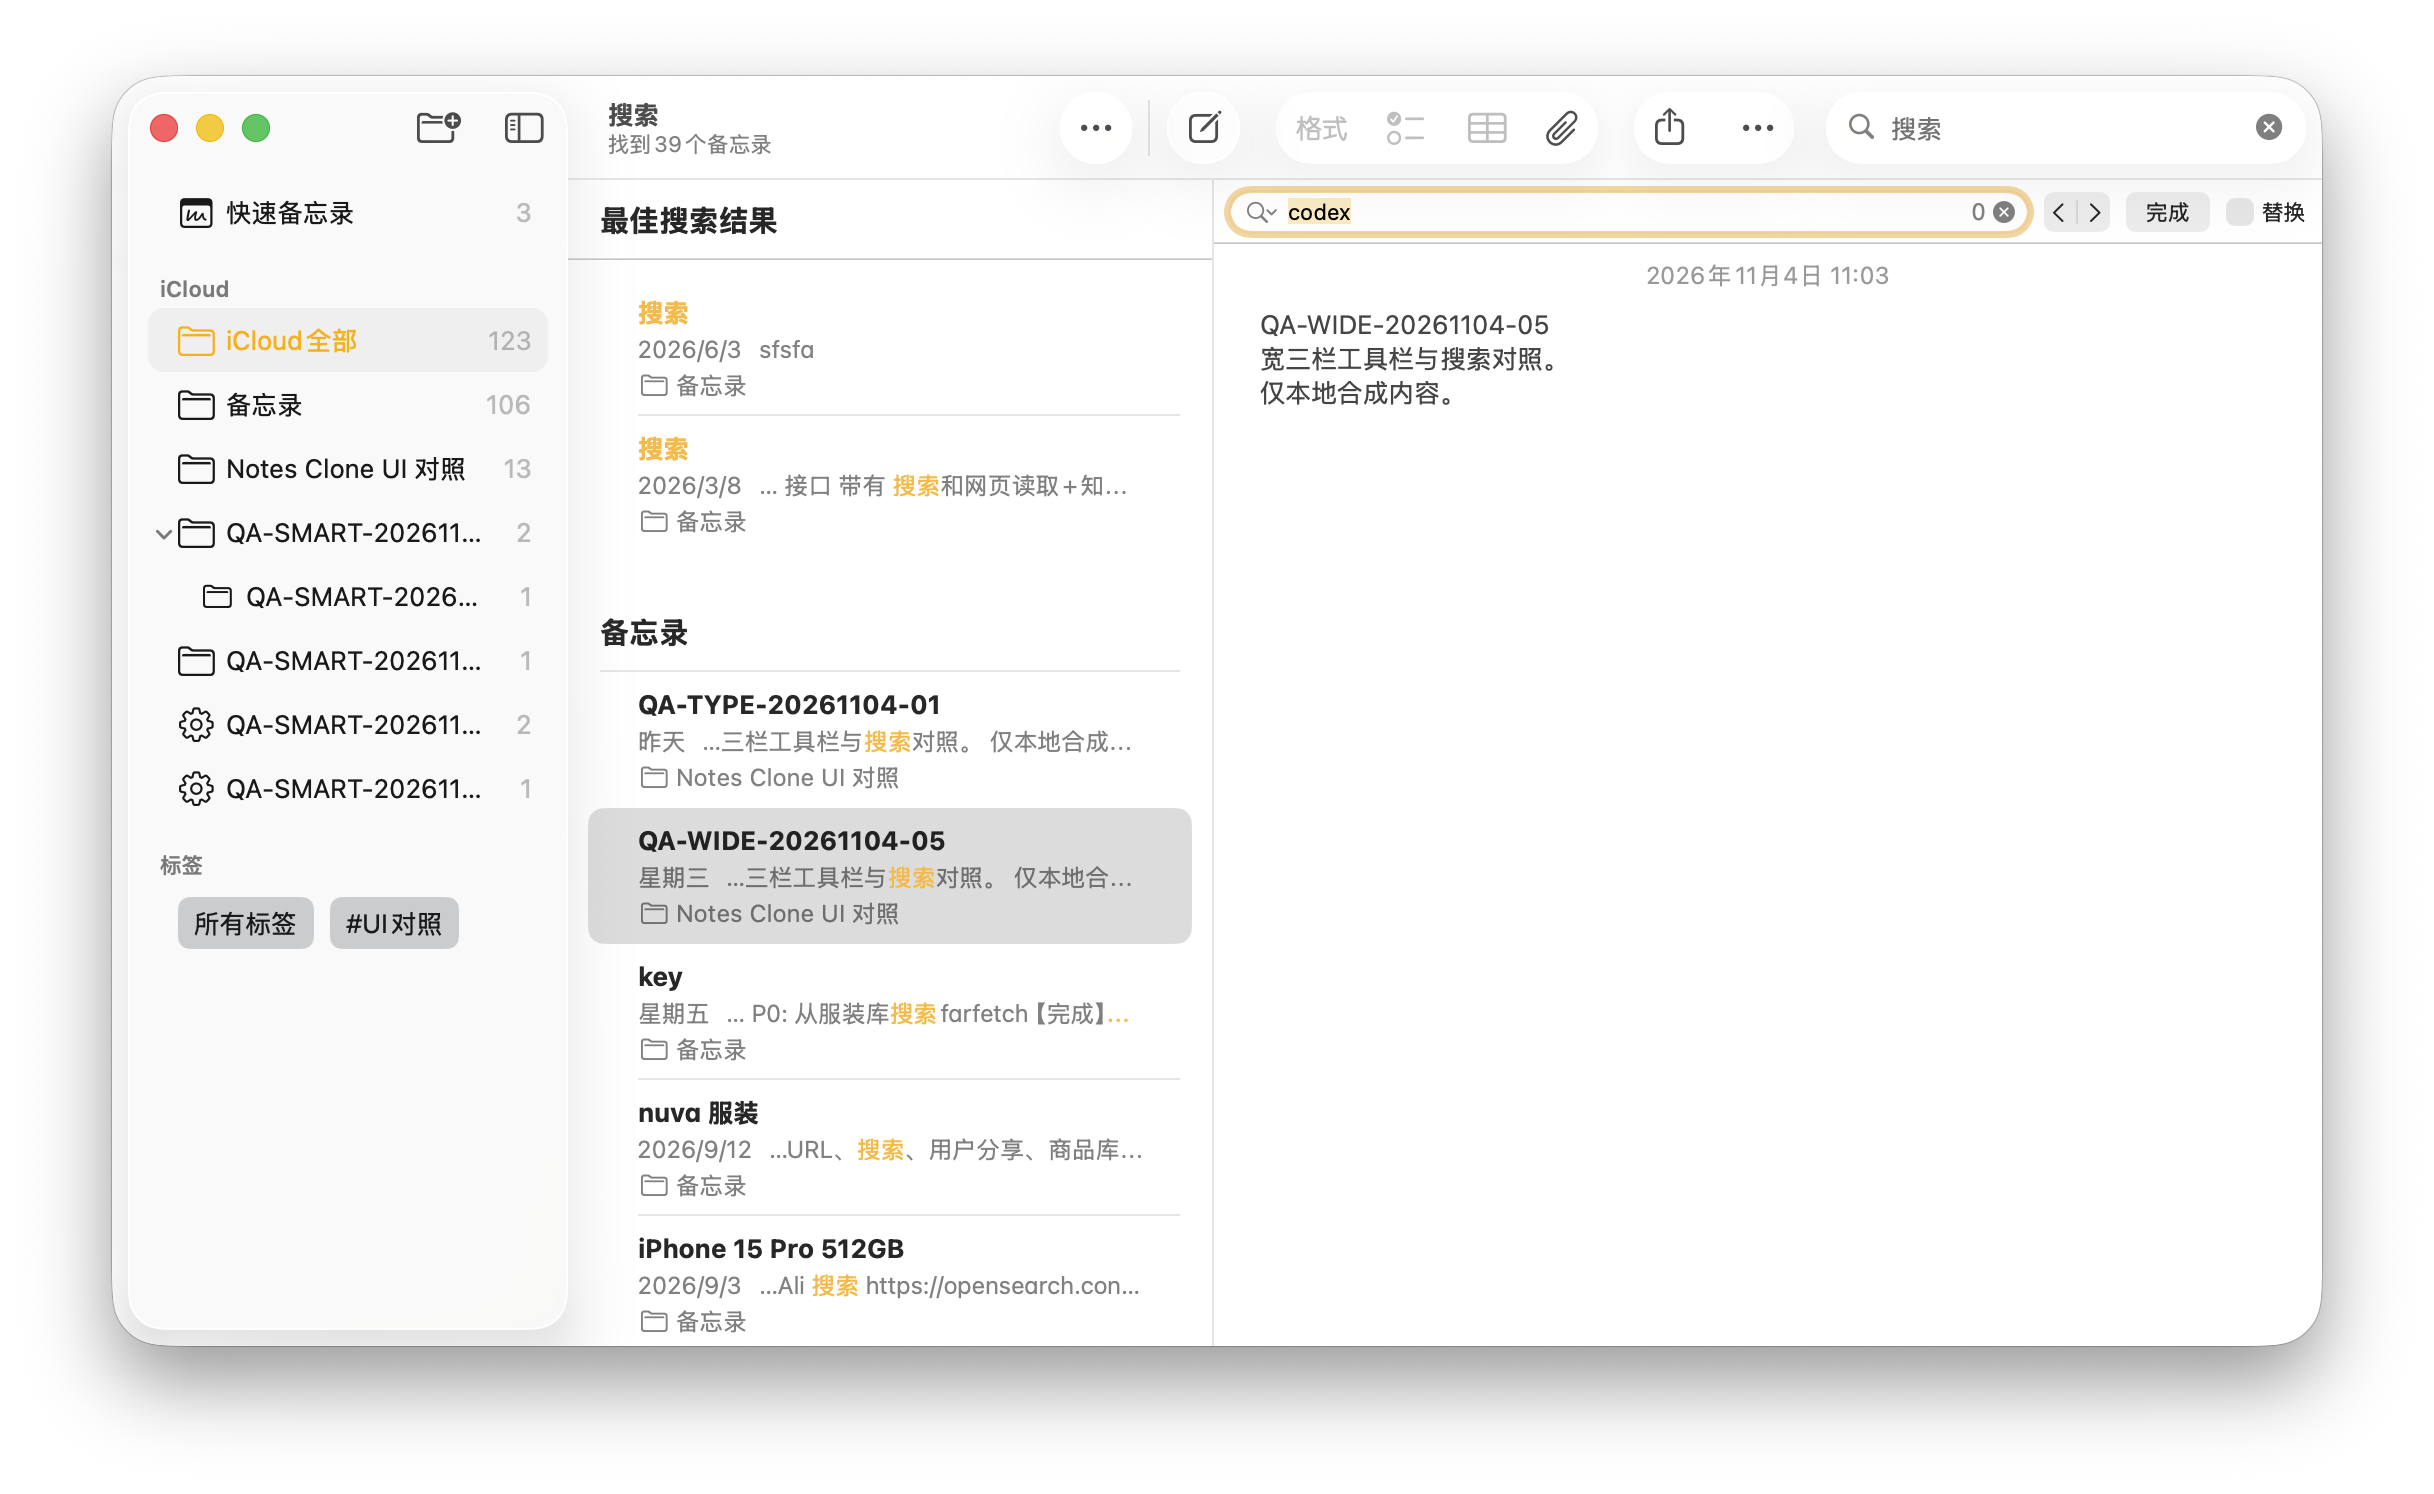 快速备忘录 3
iCloud
iCloud全部 123
备忘录 106
Notes Clone UI 对照 13
QA-SMART-202611... 2
QA-SMART-2026... 1
QA-SMART-202611... 1
QA-SMART-202611... 2
QA-SMART-202611... 1
标签
所有标签 #UI对照
搜索
找到39个备忘录
格式
搜索
最佳搜索结果
搜索
2026/6/3 sfsfa
备忘录
搜索
2026/3/8 ... 接口 带有 搜索和网页读取+知...
备忘录
备忘录
QA-TYPE-20261104-01
昨天 ...三栏工具栏与搜索对照。 仅本地合成...
Notes Clone UI 对照
QA-WIDE-20261104-05
星期三 ...三栏工具栏与搜索对照。 仅本地合...
Notes Clone UI 对照
key
星期五 ... P0: 从服装库搜索farfetch【完成】...
备忘录
nuva 服装
2026/9/12 ...URL、搜索、用户分享、商品库...
备忘录
iPhone 15 Pro 512GB
2026/9/3 ...Ali 搜索 https://opensearch.con...
备忘录
codex 0 完成 替换
2026年11月4日 11:03
QA-WIDE-20261104-05
宽三栏工具栏与搜索对照。
仅本地合成内容。